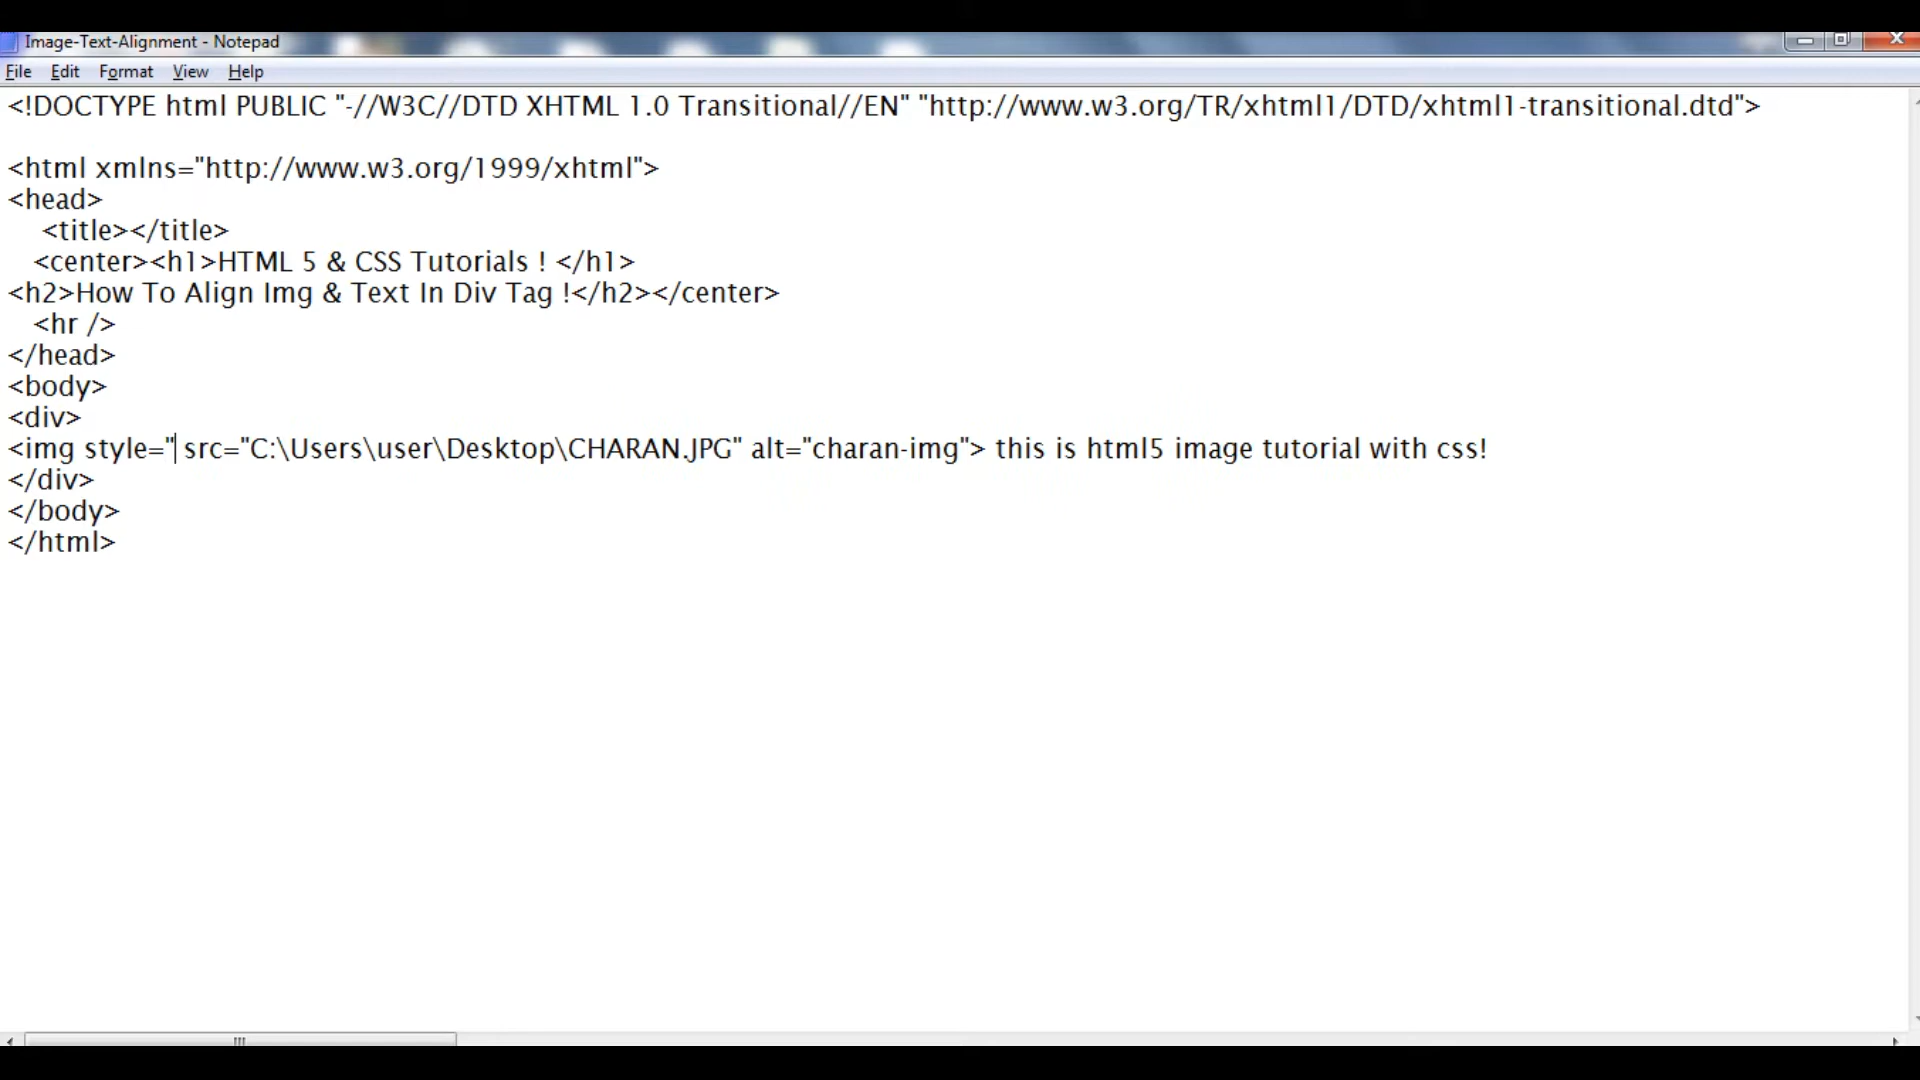 Image-Text-Alignment - Notepad
File Edit Format View Help
<!DOCTYPE html PUBLIC "-//W3C//DTD XHTML 1.0 Transitional//EN" "http://www.w3.org/TR/xhtml1/DTD/xhtml1-transitional.dtd">
<html xmlns="http://www.w3.org/1999/xhtml">
<head>
<title></title>
<center><h1>HTML 5 & CSS Tutorials ! </h1>
<h2>How To Align Img & Text In Div Tag !</h2></center>
<hr />
</head>
<body>
<div>
<img style=" src="C:\Users\user\Desktop\CHARAN.JPG" alt="charan-img"> this is html5 image tutorial with css!
</div>
</body>
</html>